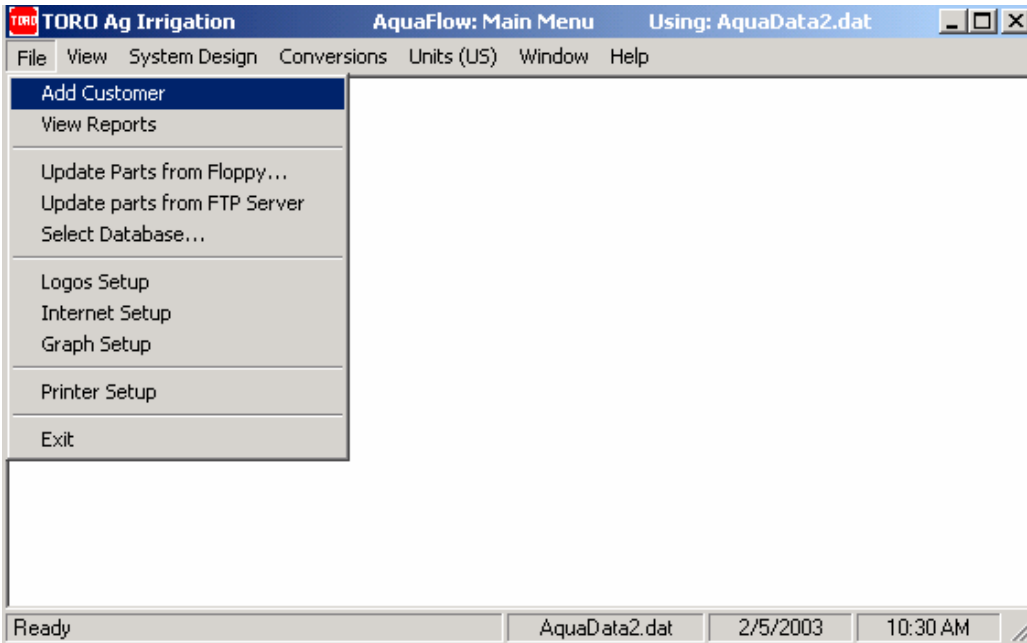 TORO TORO Ag Irrigation AquaFlow: Main Menu Using: AquaData2.dat
File View System Design Conversions Units (US) Window Help
Add Customer
View Reports
Update Parts from Floppy...
Update parts from FTP Server
Select Database...
Logos Setup
Internet Setup
Graph Setup
Printer Setup
Exit
Ready AquaData2.dat 2/5/2003 10:30 AM